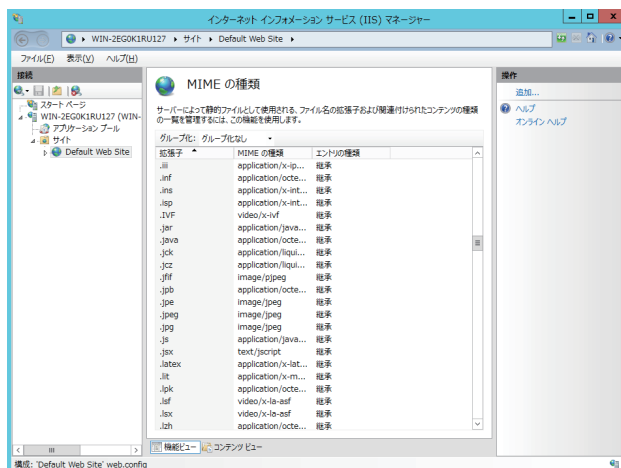 インターネット インフォメーション サービス (IIS) マネージャー
WIN-2EG0K1RU127 ▸ サイト ▸ Default Web Site ▸
ファイル(F) 表示(V) ヘルプ(H)
接続
スタート ページ
WIN-2EG0K1RU127 (WIN-
アプリケーション プール
サイト
Default Web Site
MIME の種類
サーバーによって静的ファイルとして使用される、ファイル名の拡張子および関連付けられたコンテンツの種類
の一覧を管理するには、この機能を使用します。
グループ化: グループ化なし
拡張子 MIME の種類 エントリの種類
.iii application/x-ip... 継承
.inf application/octe... 継承
.ins application/x-int... 継承
.isp application/x-int... 継承
.IVF video/x-ivf 継承
.jar application/java... 継承
.java application/octe... 継承
.jck application/liqui... 継承
.jcz application/liqui... 継承
.jfif image/pjpeg 継承
.jpb application/octe... 継承
.jpe image/jpeg 継承
.jpeg image/jpeg 継承
.jpg image/jpeg 継承
.js application/java... 継承
.jsx text/jscript 継承
.latex application/x-lat... 継承
.lit application/x-m... 継承
.lpk application/octe... 継承
.lsf video/x-la-asf 継承
.lsx video/x-la-asf 継承
.lzh application/octe... 継承
機能ビュー コンテンツ ビュー
操作
追加...
ヘルプ
オンライン ヘルプ
構成: 'Default Web Site' web.config